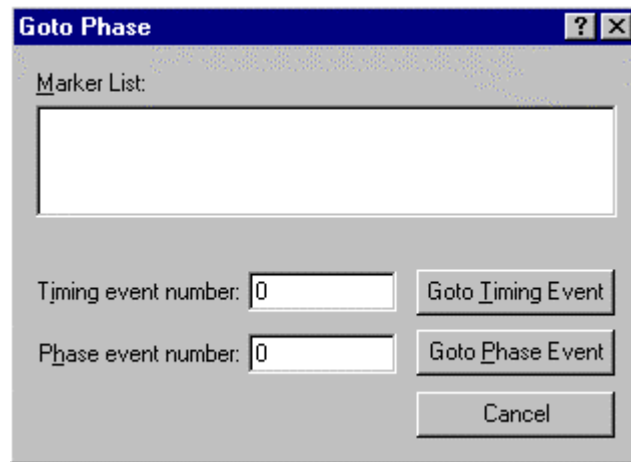 Goto Phase
Marker List:
Timing event number: 0 Goto Timing Event
Phase event number: 0 Goto Phase Event
Cancel